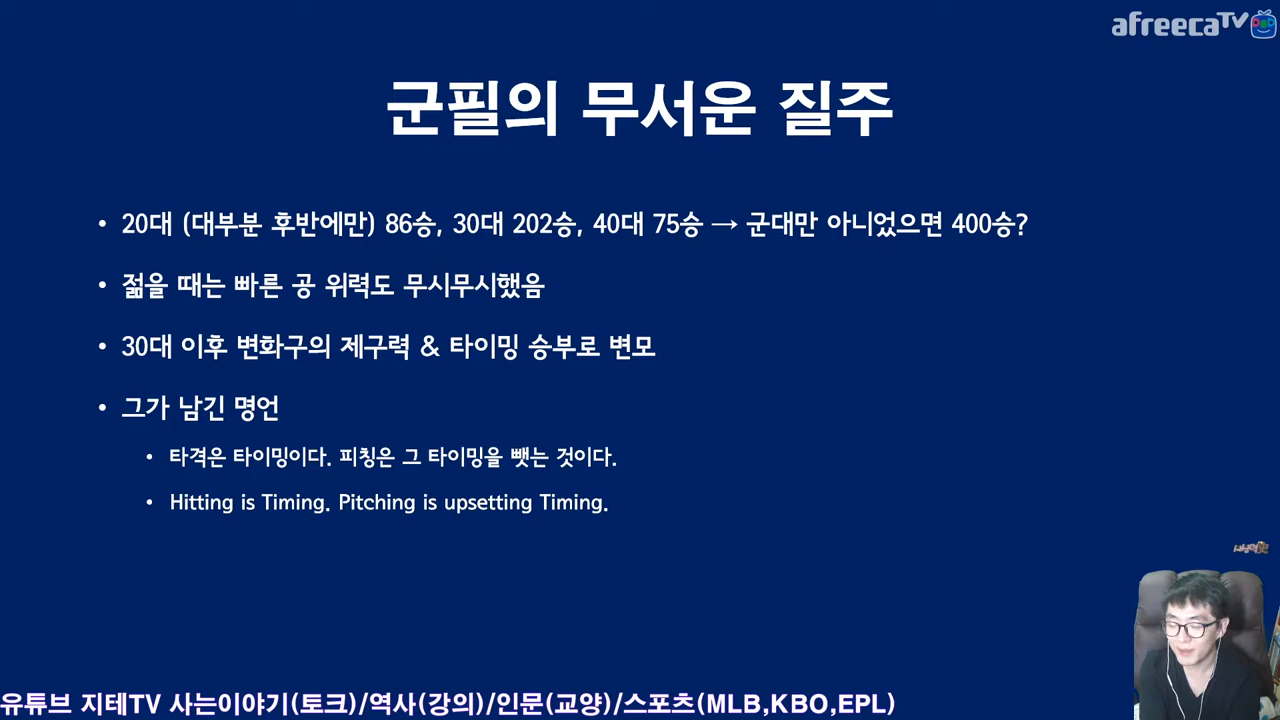 afreecaTV
군필의 무서운 질주
• 20대 (대부분 후반에만) 86승, 30대 202승, 40대 75승 → 군대만 아니었으면 400승?
• 젊을 때는 빠른 공 위력도 무시무시했음
• 30대 이후 변화구의 제구력 & 타이밍 승부로 변모
• 그가 남긴 명언
• 타격은 타이밍이다. 피칭은 그 타이밍을 뺏는 것이다.
• Hitting is Timing. Pitching is upsetting Timing.
유튜브 지테TV 사는이야기(토크)/역사(강의)/인문(교양)/스포츠(MLB,KBO,EPL)